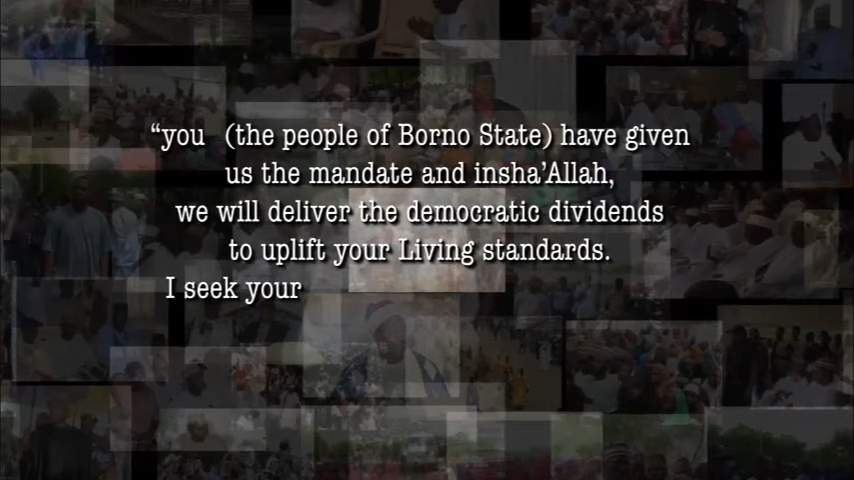 “you (the people of Borno State) have given
us the mandate and insha’Allah,
we will deliver the democratic dividends
to uplift your Living standards.
I seek your